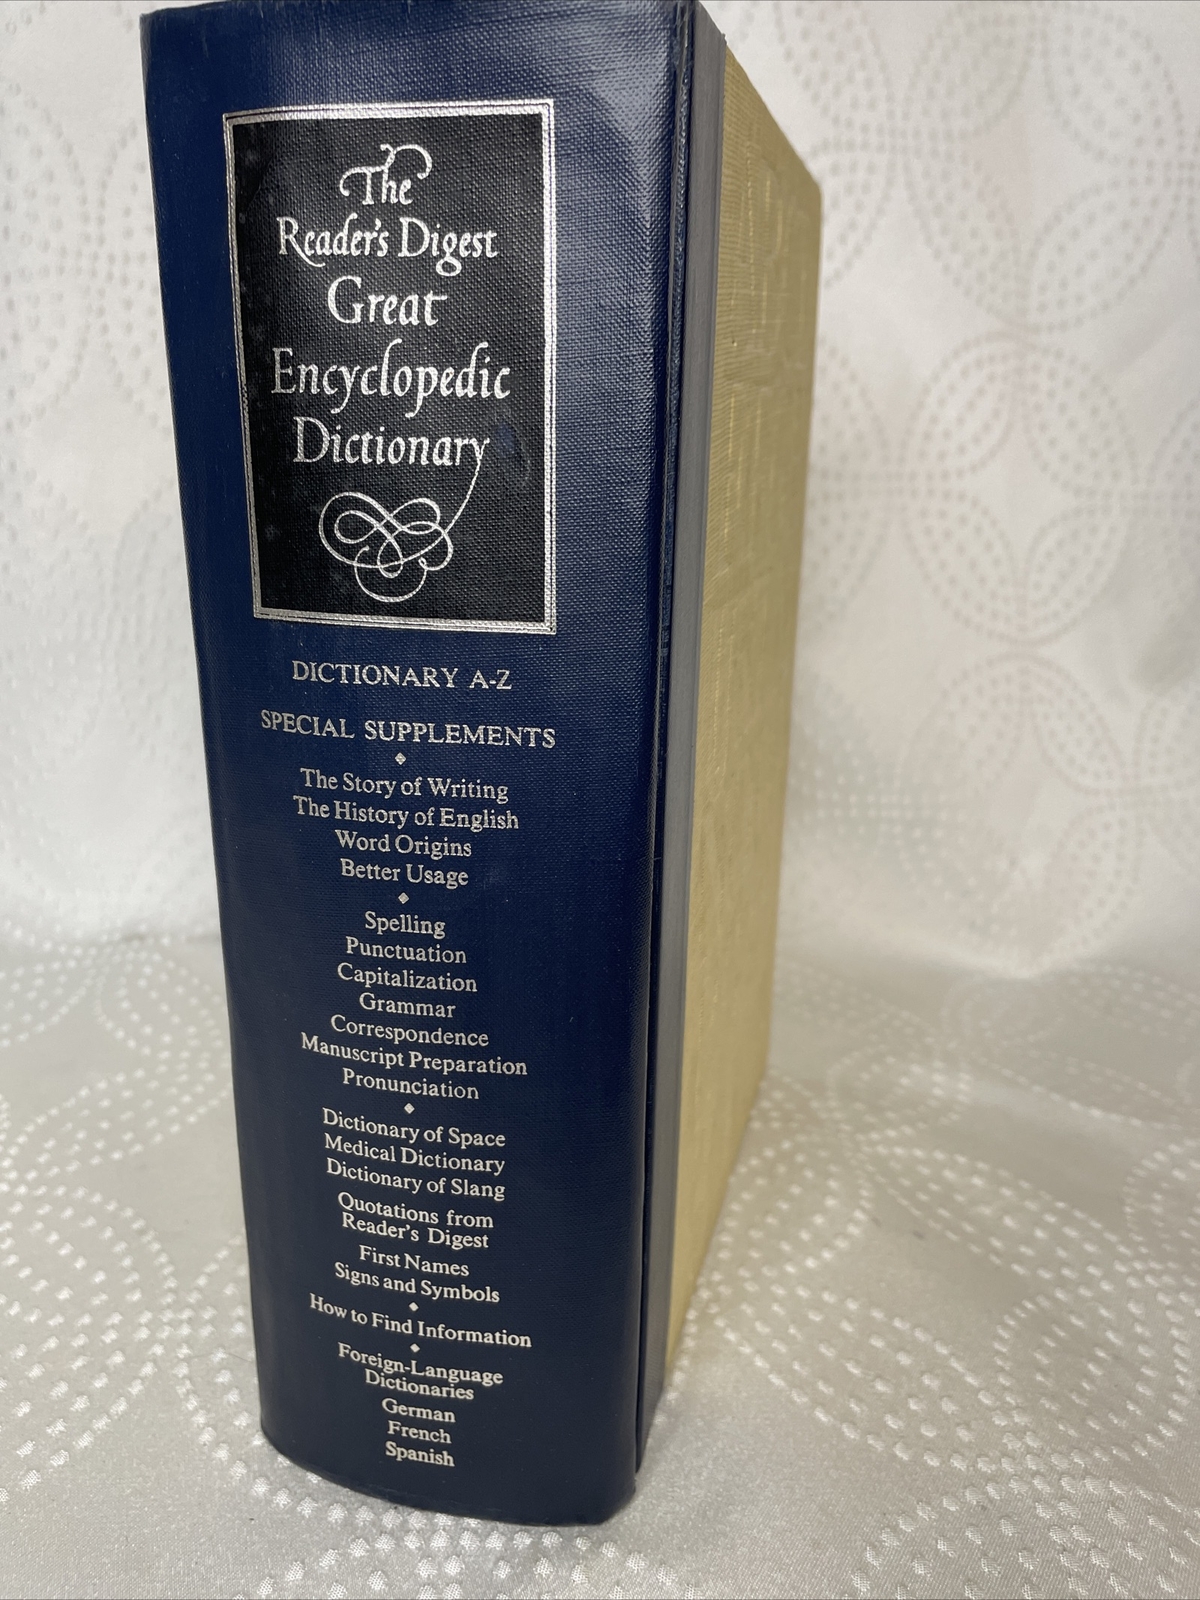 The
Reader's Digest
Great
Encyclopedic
Dictionary
DICTIONARY A-Z
SPECIAL SUPPLEMENTS
The Story of Writing
The History of English
Word Origins
Better Usage
Spelling
Punctuation
Capitalization
Grammar
Correspondence
Manuscript Preparation
Pronunciation
Dictionary of Space
Medical Dictionary
Dictionary of Slang
Quotations from
Reader's Digest
First Names
Signs and Symbols
How to Find Information
Foreign-Language
Dictionaries
German
French
Spanish